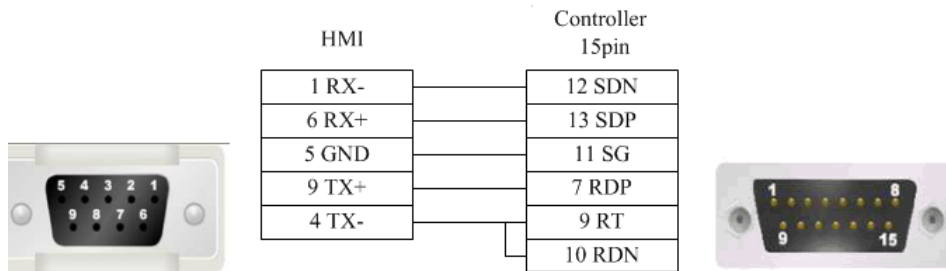 HMI
Controller
15pin
1 RX-
12 SDN
6 RX+
13 SDP
5 GND
11 SG
9 TX+
7 RDP
4 TX-
9 RT
10 RDN
5 4 3 2 1
9 8 7 6
1 8
9 15